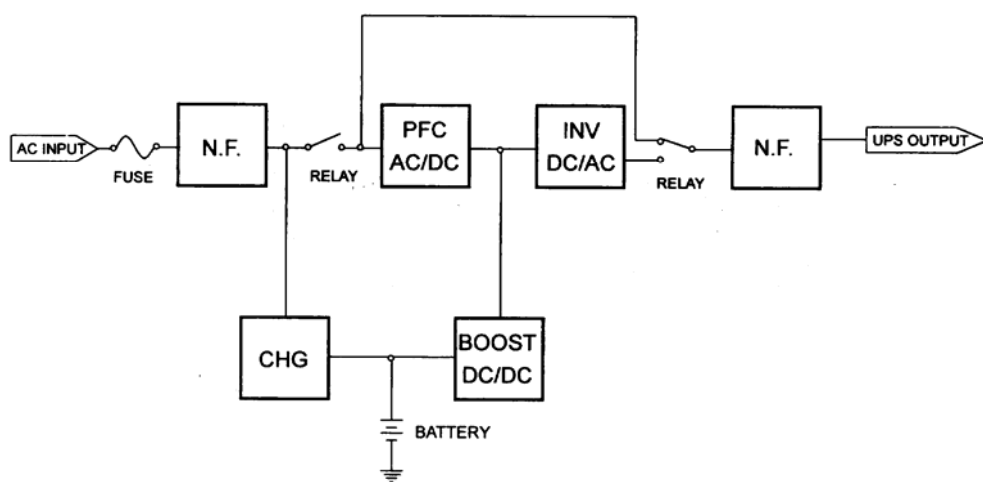 AC INPUT
FUSE
N.F.
RELAY
PFC
AC/DC
INV
DC/AC
RELAY
N.F.
UPS OUTPUT
CHG
BOOST
DC/DC
BATTERY